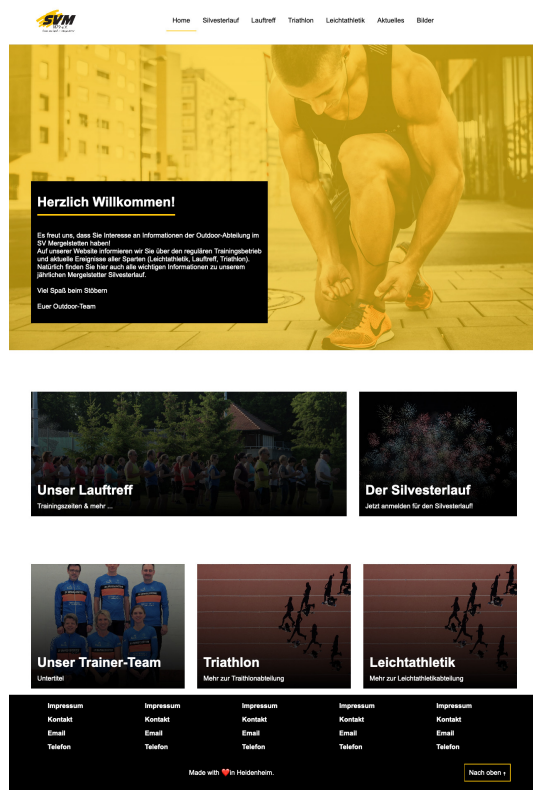 SVM
Home Silvesterlauf Lauftreff Triathlon Leichtathletik Aktuelles Bilder
Herzlich Willkommen!
Es freut uns, dass Sie Interesse an Informationen der Outdoor-Abteilung im
SV Mergelstetten haben!
Auf unserer Website informieren wir Sie über den regulären Trainingsbetrieb
und aktuelle Ereignisse aller Sparten (Leichtathletik, Lauftreff, Triathlon).
Natürlich finden Sie hier auch alle wichtigen Informationen zu unserem
jährlichen Mergelstetter Silvesterlauf.
Viel Spaß beim Stöbern
Euer Outdoor-Team
Unser Lauftreff
Trainingszeiten & mehr ...
Der Silvesterlauf
Jetzt anmelden für den Silvesterlauf!
Unser Trainer-Team
Untertitel
Triathlon
Mehr zur Traithlonabteilung
Leichtathletik
Mehr zur Leichtathletikabteilung
Impressum Impressum Impressum Impressum Impressum
Kontakt Kontakt Kontakt Kontakt Kontakt
Email Email Email Email Email
Telefon Telefon Telefon Telefon Telefon
Made with ❤️in Heidenheim.
Nach oben ↑